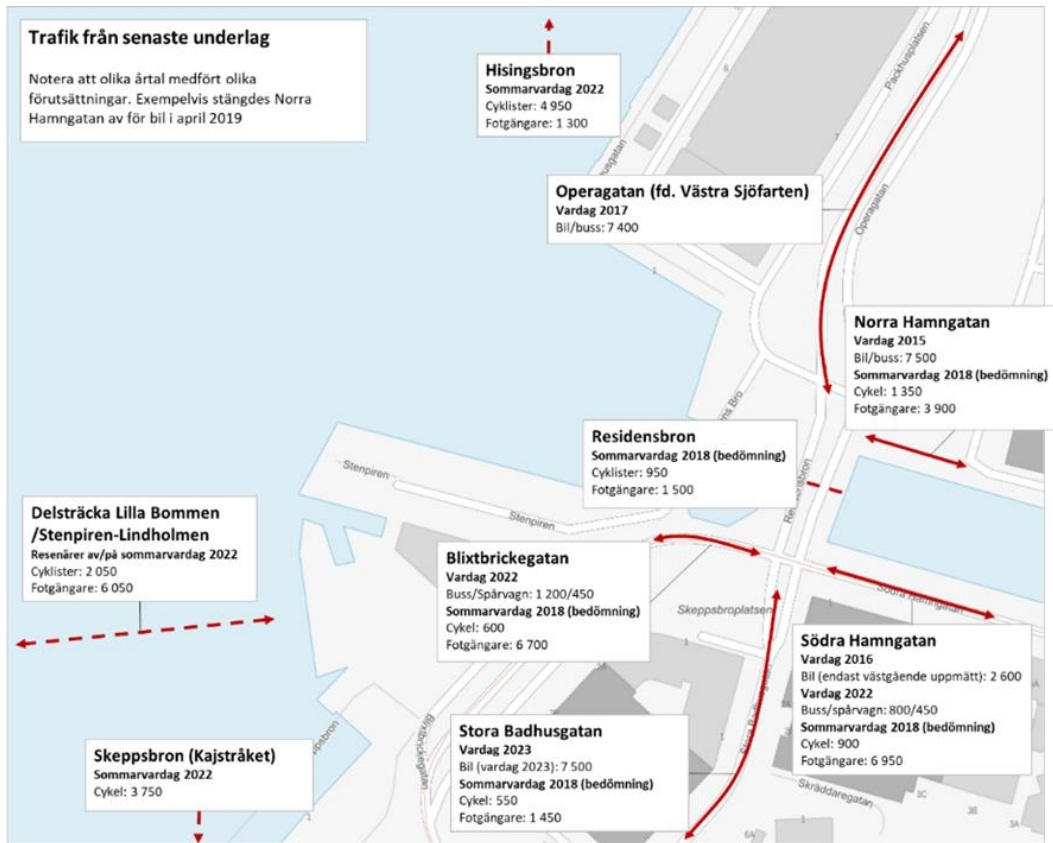 Trafik från senaste underlag
Notera att olika årtal medfört olika
förutsättningar. Exempelvis stängdes Norra
Hamngatan av för bil i april 2019
Hisingsbron
Sommarvardag 2022
Cyklister: 4 950
Fotgängare: 1 300
Packhusplatsen
Operagatan (fd. Västra Sjöfarten)
Vardag 2017
Bil/buss: 7 400
Operagatan
Norra Hamngatan
Vardag 2015
Bil/buss: 7 500
Sommarvardag 2018 (bedömning)
Cykel: 1 350
Fotgängare: 3 900
Residensbron
Sommarvardag 2018 (bedömning)
Cyklister: 950
Fotgängare: 1 500
Stenpiren
Stenpiren
Delsträcka Lilla Bommen
/Stenpiren-Lindholmen
Resenärer av/på sommarvardag 2022
Cyklister: 2 050
Fotgängare: 6 050
Blixtbrickegatan
Vardag 2022
Buss/Spårvagn: 1 200/450
Sommarvardag 2018 (bedömning)
Cykel: 600
Fotgängare: 6 700
Skeppsbroplatsen
Södra Hamngatan
Södra Hamngatan
Vardag 2016
Bil (endast västgående uppmätt): 2 600
Vardag 2022
Buss/spårvagn: 800/450
Sommarvardag 2018 (bedömning)
Cykel: 900
Fotgängare: 6 950
Blixtbrickegatan
Stora Badhusgatan
Vardag 2023
Bil (vardag 2023): 7 500
Sommarvardag 2018 (bedömning)
Cykel: 550
Fotgängare: 1 450
Skeppsbron (Kajstråket)
Sommarvardag 2022
Cykel: 3 750
Skräddaregatan
3C
3B
3A
6A